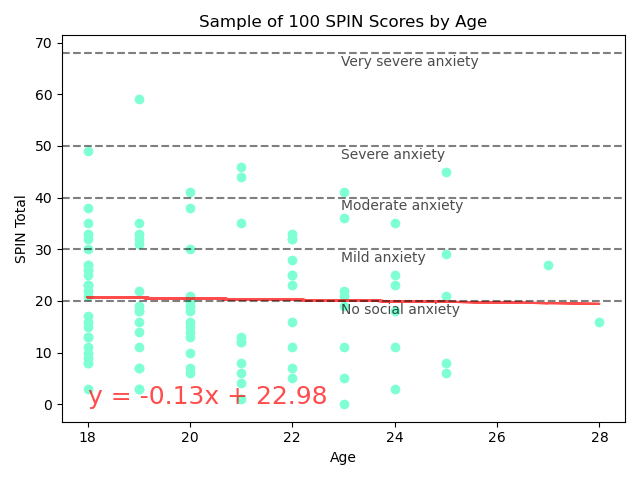 Sample of 100 SPIN Scores by Age
70
60
50
40
30
20
10
0
SPIN Total
Very severe anxiety
Severe anxiety
Moderate anxiety
Mild anxiety
No social anxiety
y = -0.13x + 22.98
18 20 22 24 26 28
Age